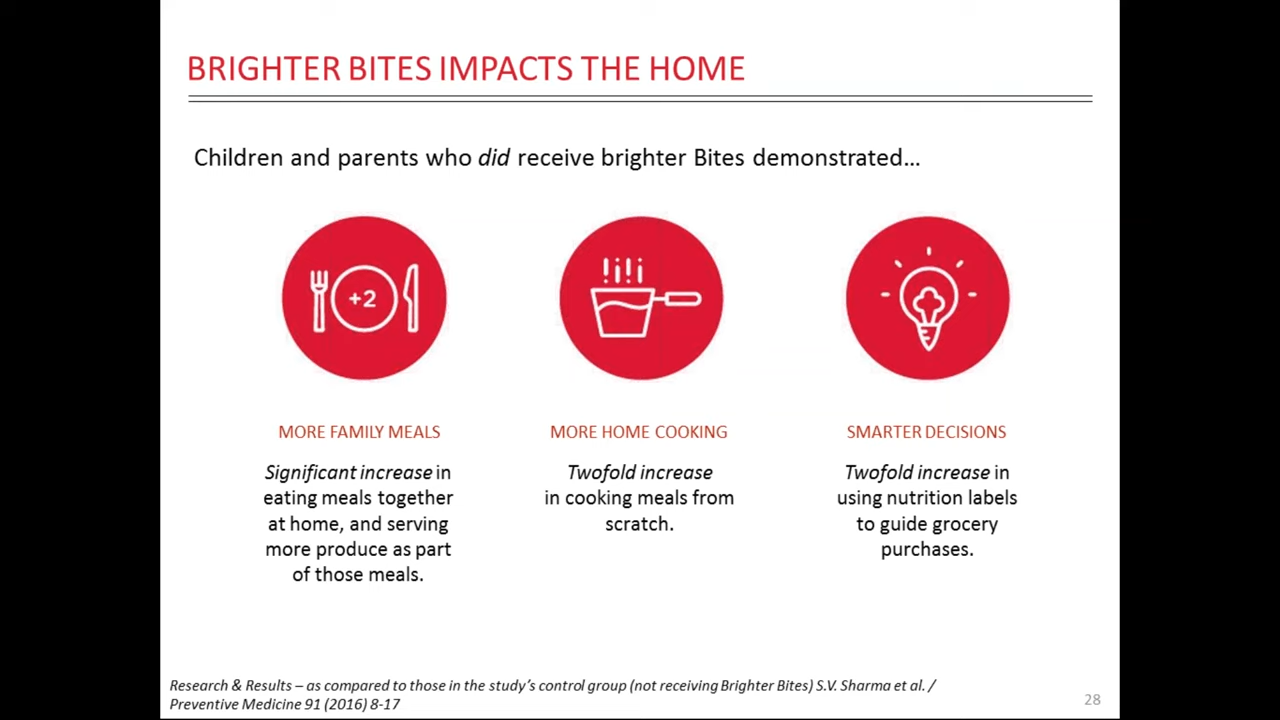 BRIGHTER BITES IMPACTS THE HOME
Children and parents who did receive brighter Bites demonstrated...
+2
MORE FAMILY MEALS
Significant increase in
eating meals together
at home, and serving
more produce as part
of those meals.
MORE HOME COOKING
Twofold increase
in cooking meals from
scratch.
SMARTER DECISIONS
Twofold increase in
using nutrition labels
to guide grocery
purchases.
Research & Results – as compared to those in the study's control group (not receiving Brighter Bites) S.V. Sharma et al. /
Preventive Medicine 91 (2016) 8-17
28